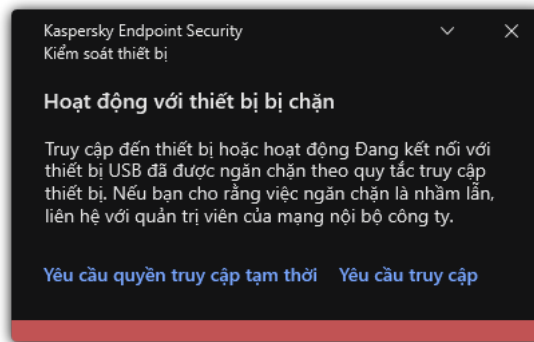 Kaspersky Endpoint Security
Kiểm soát thiết bị
Hoạt động với thiết bị bị chặn
Truy cập đến thiết bị hoặc hoạt động Đang kết nối với
thiết bị USB đã được ngăn chặn theo quy tắc truy cập
thiết bị. Nếu bạn cho rằng việc ngăn chặn là nhầm lẫn,
liên hệ với quản trị viên của mạng nội bộ công ty.
Yêu cầu quyền truy cập tạm thời Yêu cầu truy cập